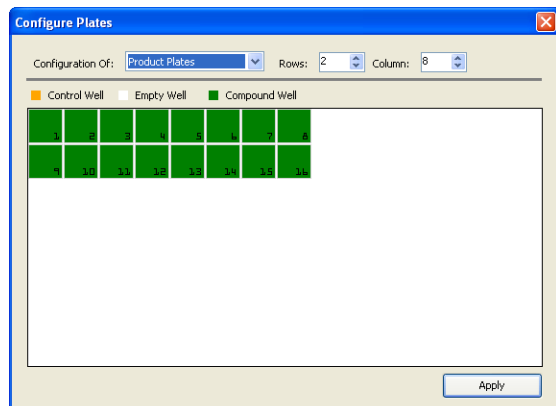 Configure Plates
Configuration Of: Product Plates Rows: 2 Column: 8
Control Well Empty Well Compound Well
1 2 3 4 5 6 7 8
9 10 11 12 13 14 15 16
Apply